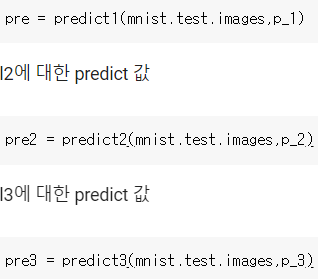 pre = predict1(mnist.test.images,p_1)
l2에 대한 predict 값
pre2 = predict2(mnist.test.images,p_2)
l3에 대한 predict 값
pre3 = predict3(mnist.test.images,p_3)